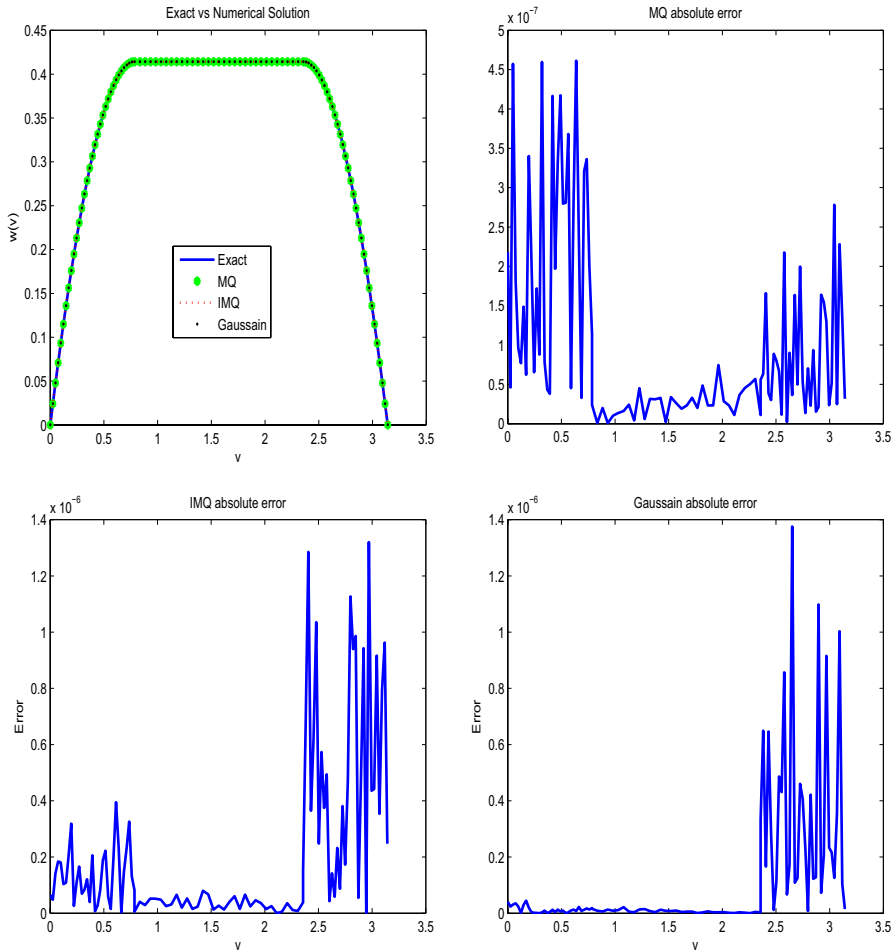 Exact vs Numerical Solution
0.45
0.4
0.35
0.3
0.25
0.2
0.15
0.1
0.05
0
w(v)
Exact
MQ
IMQ
Gaussain
0 0.5 1 1.5 2 2.5 3 3.5
v
MQ absolute error
x 10−7
5
4.5
4
3.5
3
2.5
2
1.5
1
0.5
0
0 0.5 1 1.5 2 2.5 3 3.5
IMQ absolute error
x 10−6
1.4
1.2
1
0.8
0.6
0.4
0.2
0
Error
0 0.5 1 1.5 2 2.5 3 3.5
v
Gaussain absolute error
x 10−6
1.4
1.2
1
0.8
0.6
0.4
0.2
0
Error
0 0.5 1 1.5 2 2.5 3 3.5
v